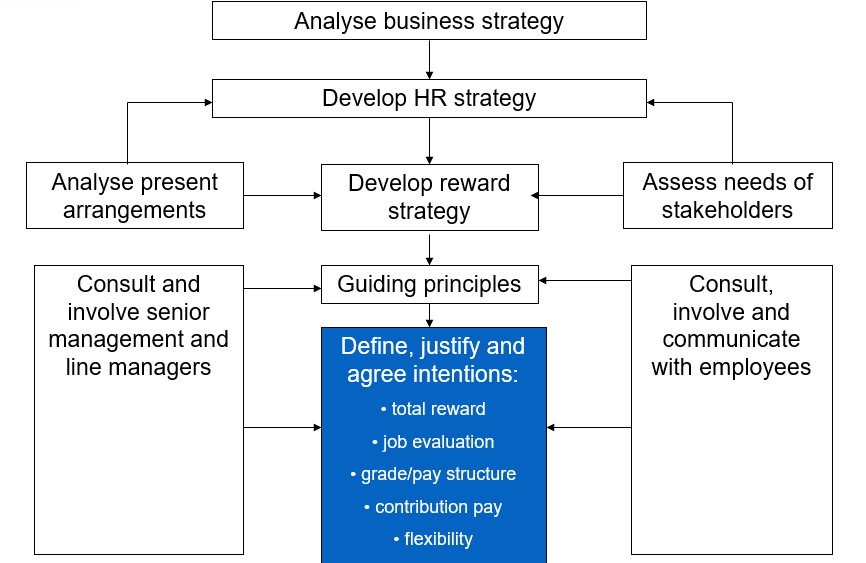 Analyse business strategy
Develop HR strategy
Analyse present
arrangements
Develop reward
strategy
Assess needs of
stakeholders
Consult and
involve senior
management and
line managers
Guiding principles
Consult,
involve and
communicate
with employees
Define, justify and
agree intentions:
• total reward
• job evaluation
• grade/pay structure
• contribution pay
• flexibility